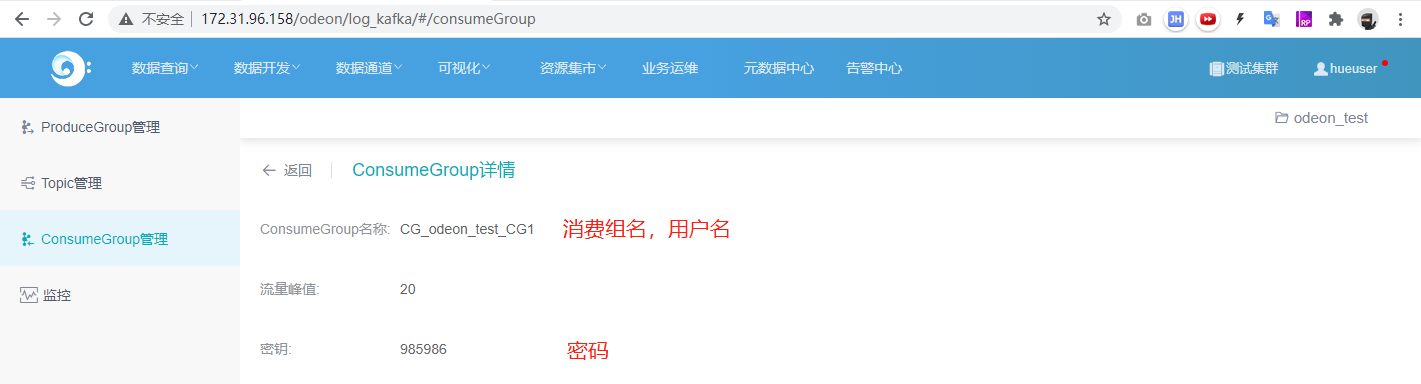 不安全 172.31.96.158/odeon/log_kafka/#/consumeGroup
JH RP
数据查询 数据开发 数据通道 可视化 资源集市 业务运维 元数据中心 告警中心 测试集群 hueuser
odeon_test
ProduceGroup管理
Topic管理
ConsumeGroup管理
监控
返回 ConsumeGroup详情
ConsumeGroup名称: CG_odeon_test_CG1 消费组名，用户名
流量峰值: 20
密钥: 985986 密码